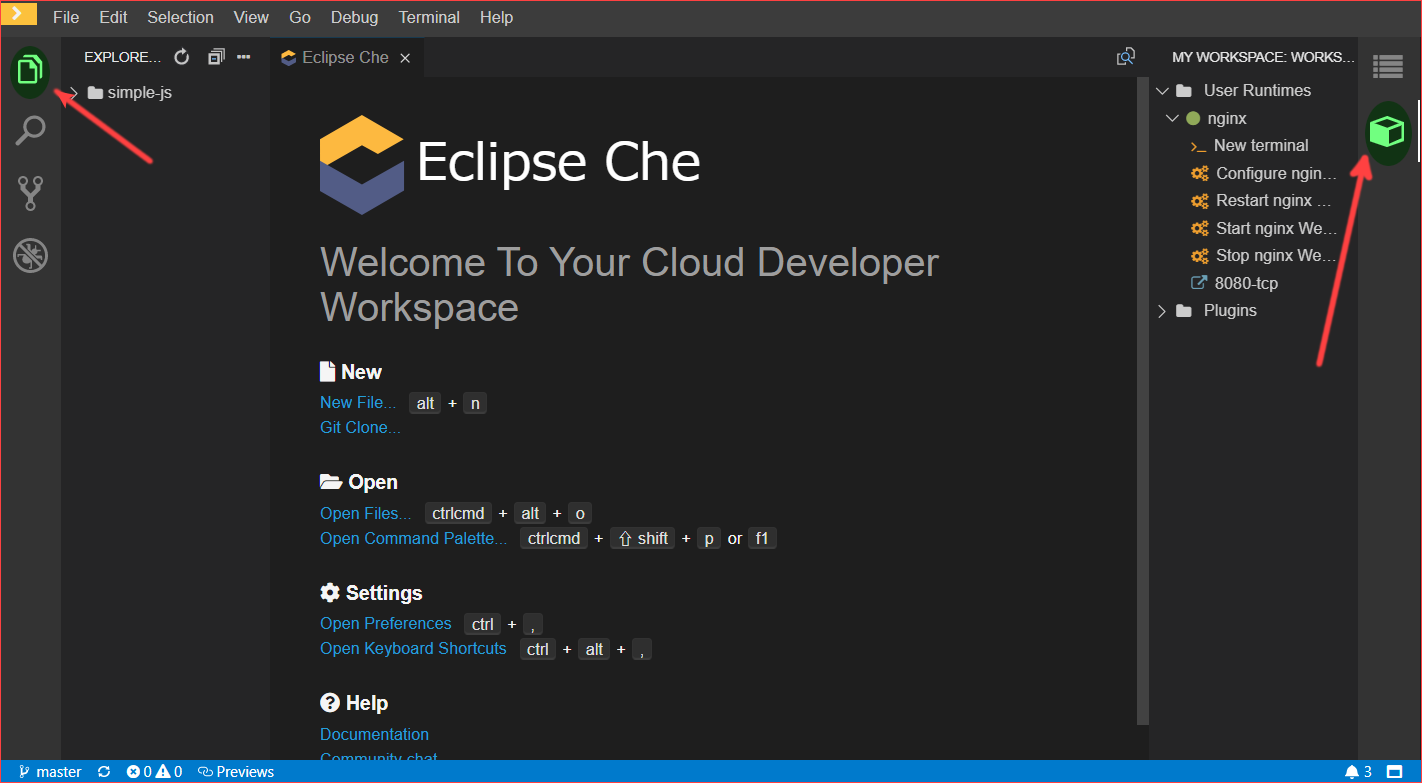 File Edit Selection View Go Debug Terminal Help
EXPLORE...
simple-js
Eclipse Che
Eclipse Che
Welcome To Your Cloud Developer
Workspace
New
New File... alt + n
Git Clone...
Open
Open Files... ctrlcmd + alt + o
Open Command Palette... ctrlcmd + ⇧ shift + p or f1
Settings
Open Preferences ctrl + ,
Open Keyboard Shortcuts ctrl + alt + ,
Help
Documentation
Community chat
MY WORKSPACE: WORKS...
User Runtimes
nginx
New terminal
Configure ngin...
Restart nginx ...
Start nginx We...
Stop nginx We...
8080-tcp
Plugins
master 0 0 Previews 3